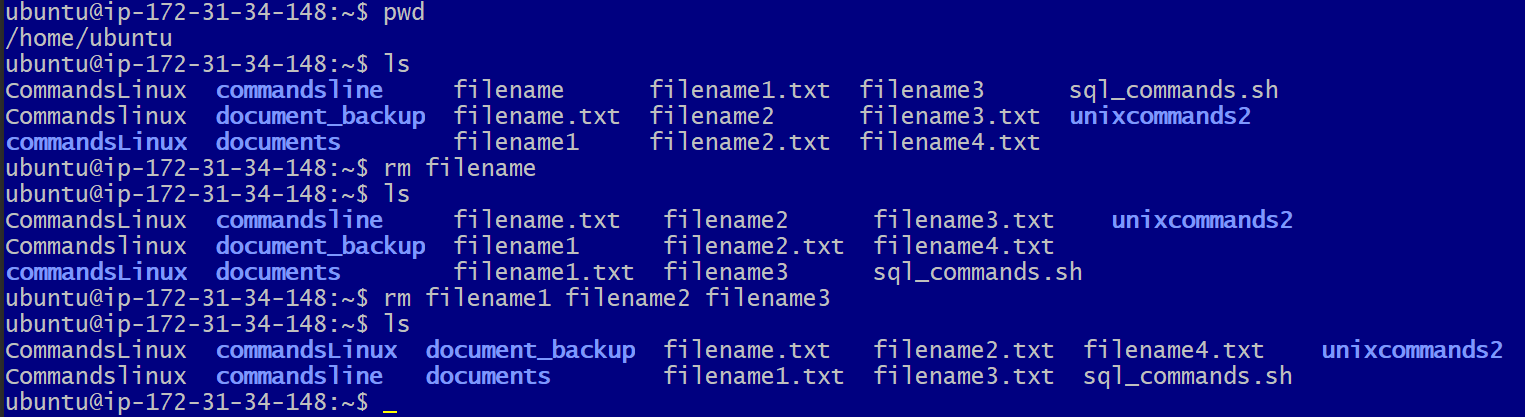 ubuntu@ip-172-31-34-148:~$ pwd
/home/ubuntu
ubuntu@ip-172-31-34-148:~$ ls
CommandsLinux  commandsline     filename      filename1.txt  filename3      sql_commands.sh
Commandslinux  document_backup  filename.txt  filename2      filename3.txt  unixcommands2
commandsLinux  documents        filename1     filename2.txt  filename4.txt
ubuntu@ip-172-31-34-148:~$ rm filename
ubuntu@ip-172-31-34-148:~$ ls
CommandsLinux  commandsline     filename.txt   filename2      filename3.txt    unixcommands2
Commandslinux  document_backup  filename1      filename2.txt  filename4.txt
commandsLinux  documents        filename1.txt  filename3      sql_commands.sh
ubuntu@ip-172-31-34-148:~$ rm filename1 filename2 filename3
ubuntu@ip-172-31-34-148:~$ ls
CommandsLinux  commandsLinux  document_backup  filename.txt   filename2.txt  filename4.txt    unixcommands2
Commandslinux  commandsline   documents        filename1.txt  filename3.txt  sql_commands.sh
ubuntu@ip-172-31-34-148:~$ _